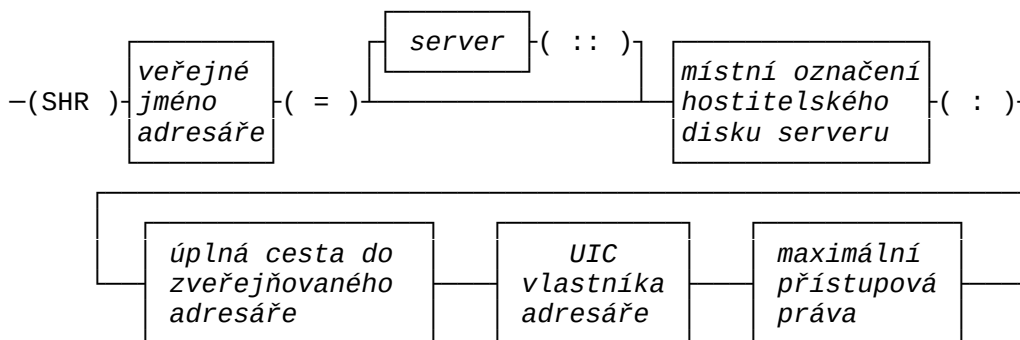 server ( :: )
veřejné
jméno
adresáře
místní označení
hostitelského
disku serveru
(SHR ) ( = ) ( : )
úplná cesta do
zveřejňovaného
adresáře
UIC
vlastníka
adresáře
maximální
přístupová
práva